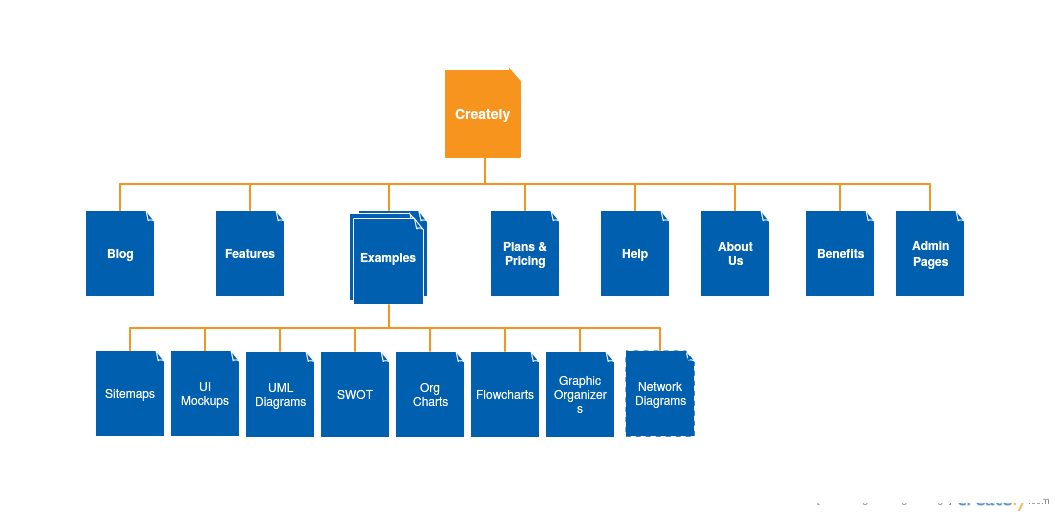 Creately
Blog
Features
Examples
Plans &
Pricing
Help
About
Us
Benefits
Admin
Pages
Sitemaps
UI
Mockups
UML
Diagrams
SWOT
Org
Charts
Flowcharts
Graphic
Organizer
s
Network
Diagrams